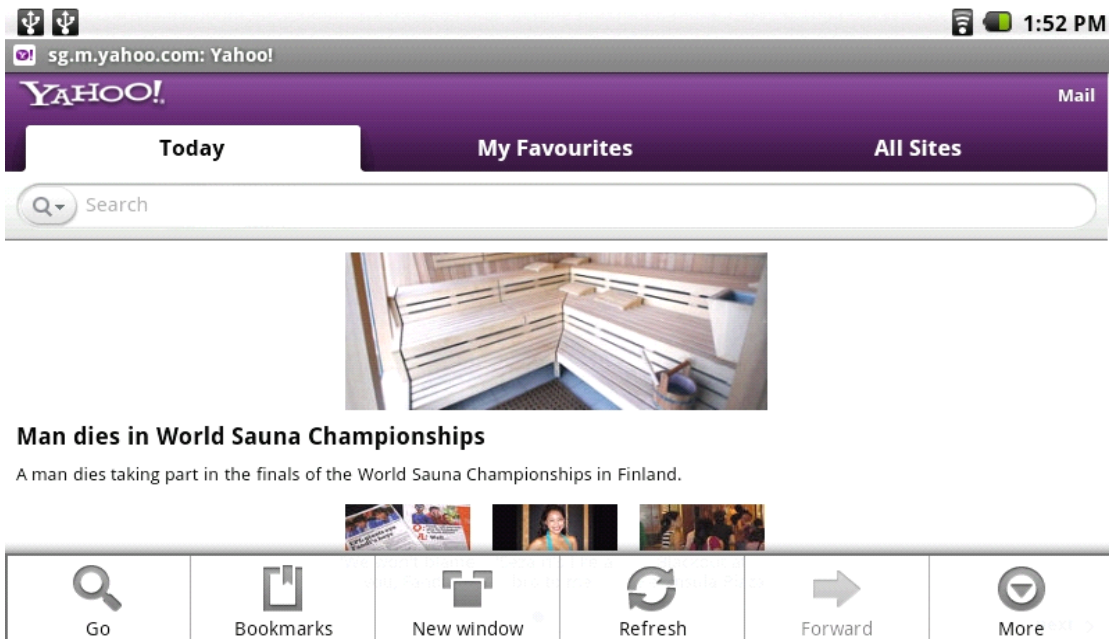 1:52 PM
sg.m.yahoo.com: Yahoo!
YAHOO!
Mail
Today
My Favourites
All Sites
Search
Man dies in World Sauna Championships
A man dies taking part in the finals of the World Sauna Championships in Finland.
Go
Bookmarks
New window
Refresh
Forward
More